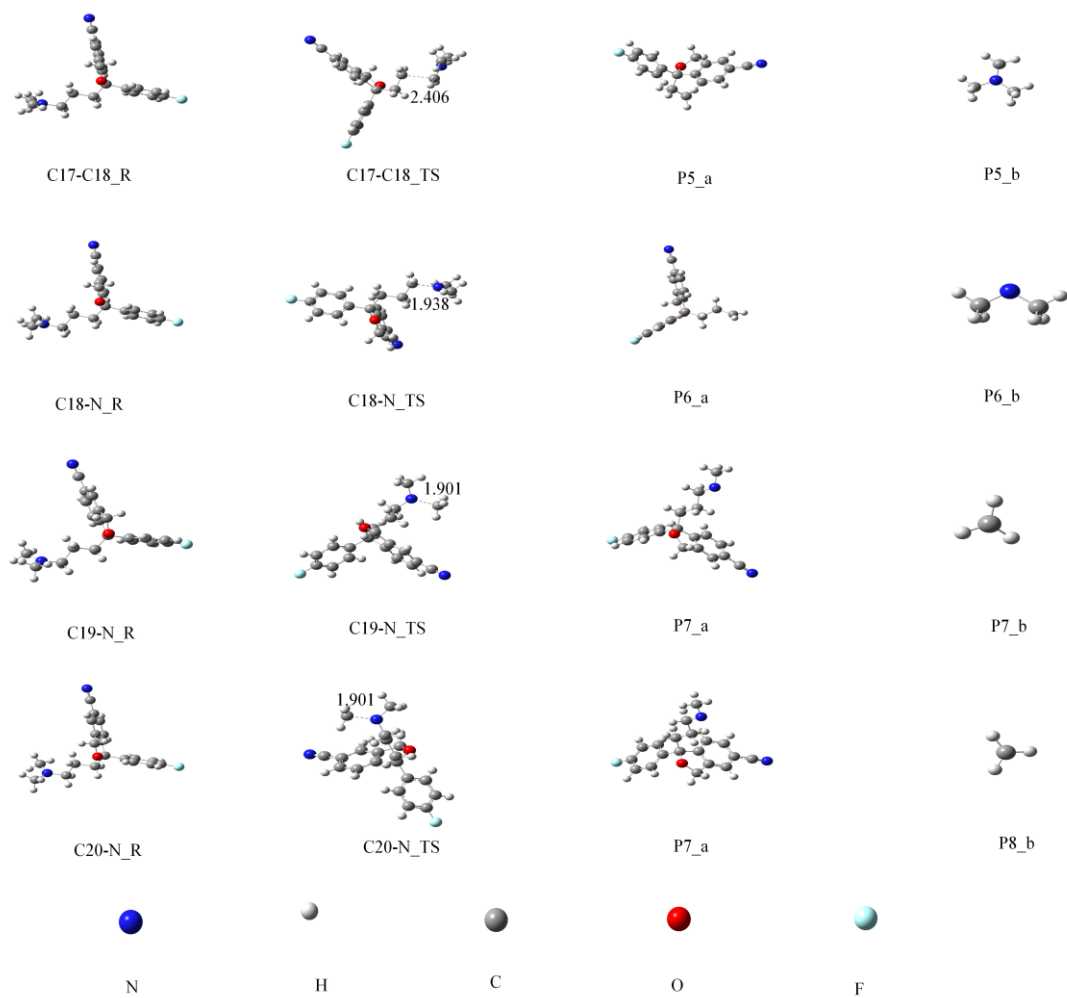 2.406
C17-C18_R
C17-C18_TS
P5_a
P5_b
1.938
C18-N_R
C18-N_TS
P6_a
P6_b
1.901
C19-N_R
C19-N_TS
P7_a
P7_b
1.901
C20-N_R
C20-N_TS
P7_a
P8_b
N
H
C
O
F